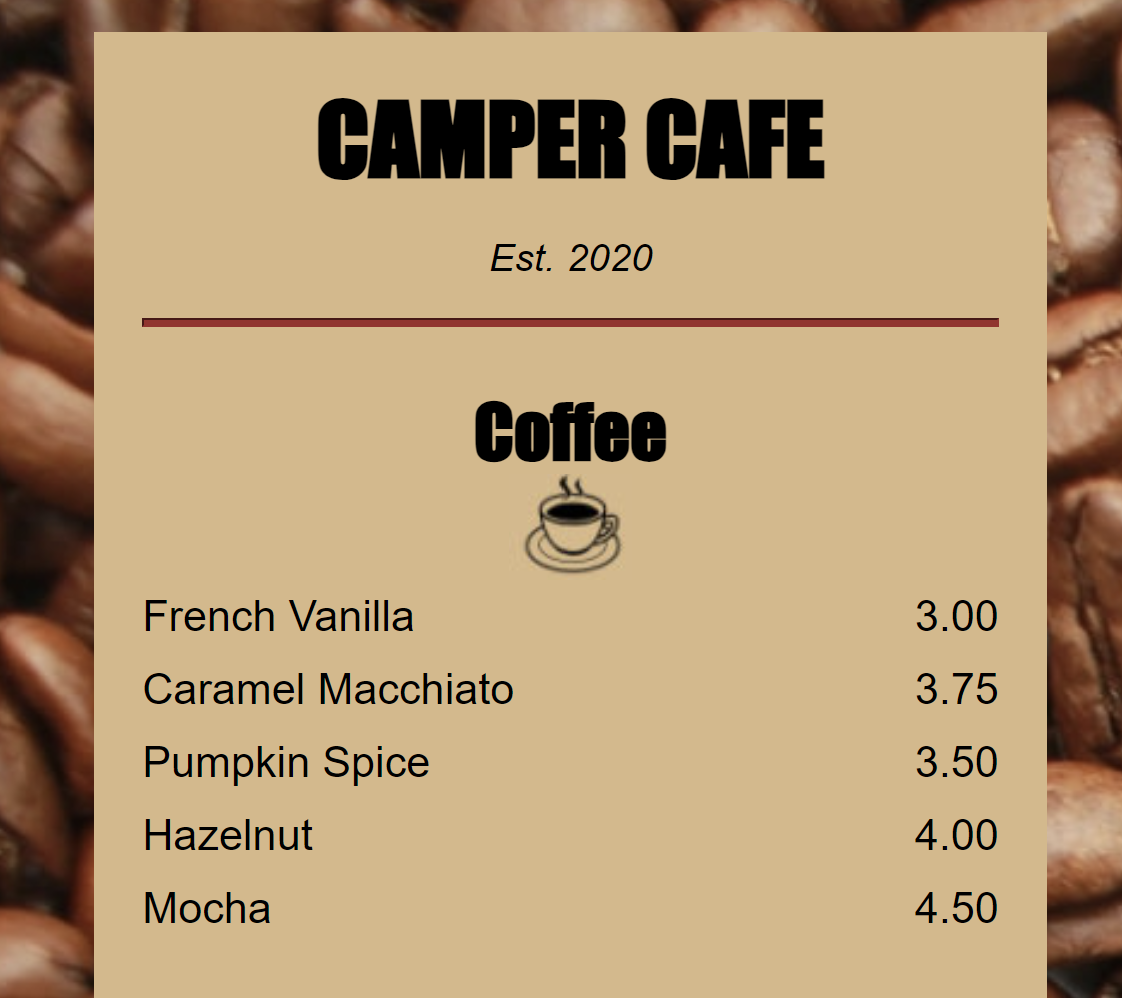 CAMPER CAFE
Est. 2020
Coffee
French Vanilla 3.00
Caramel Macchiato 3.75
Pumpkin Spice 3.50
Hazelnut 4.00
Mocha 4.50